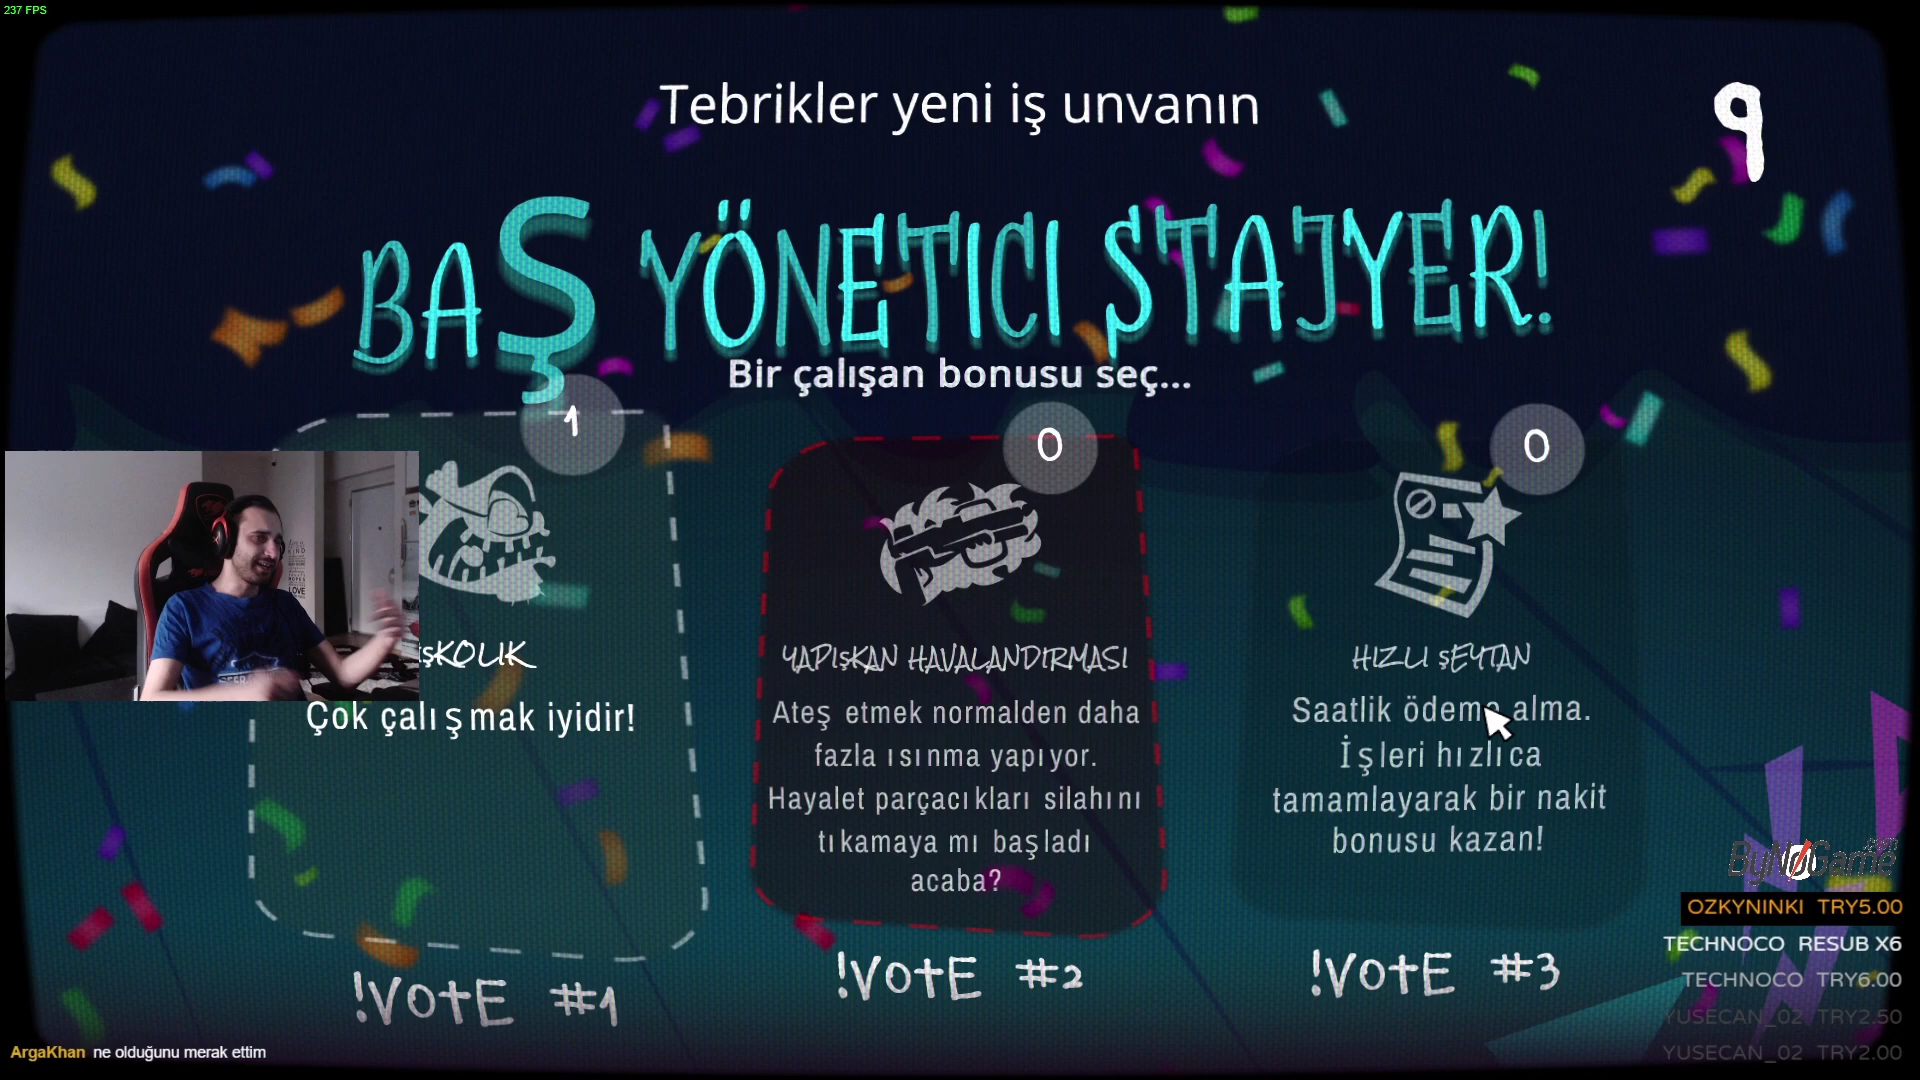 237 FPS
Tebrikler yeni iş unvanın
9
BAŞ YÖNETICI STAJYER!
Bir çalışan bonusu seç...
1
0
0
İŞKOLIK
Çok çalışmak iyidir!
YAPIŞKAN HAVALANDIRMASI
Ateş etmek normalden daha
fazla ısınma yapıyor.
Hayalet parçacıkları silahını
tıkamaya mı başladı
acaba?
HIZLI ŞEYTAN
Saatlik ödeme alma.
İşleri hızlıca
tamamlayarak bir nakit
bonusu kazan!
!VOTE #1
!VOTE #2
!VOTE #3
ByNoGame
OZKYNINKI TRY5.00
TECHNOCO RESUB X6
TECHNOCO TRY6.00
YUSECAN_02 TRY2.50
YUSECAN_02 TRY2.00
ArgaKhan ne olduğunu merak ettim